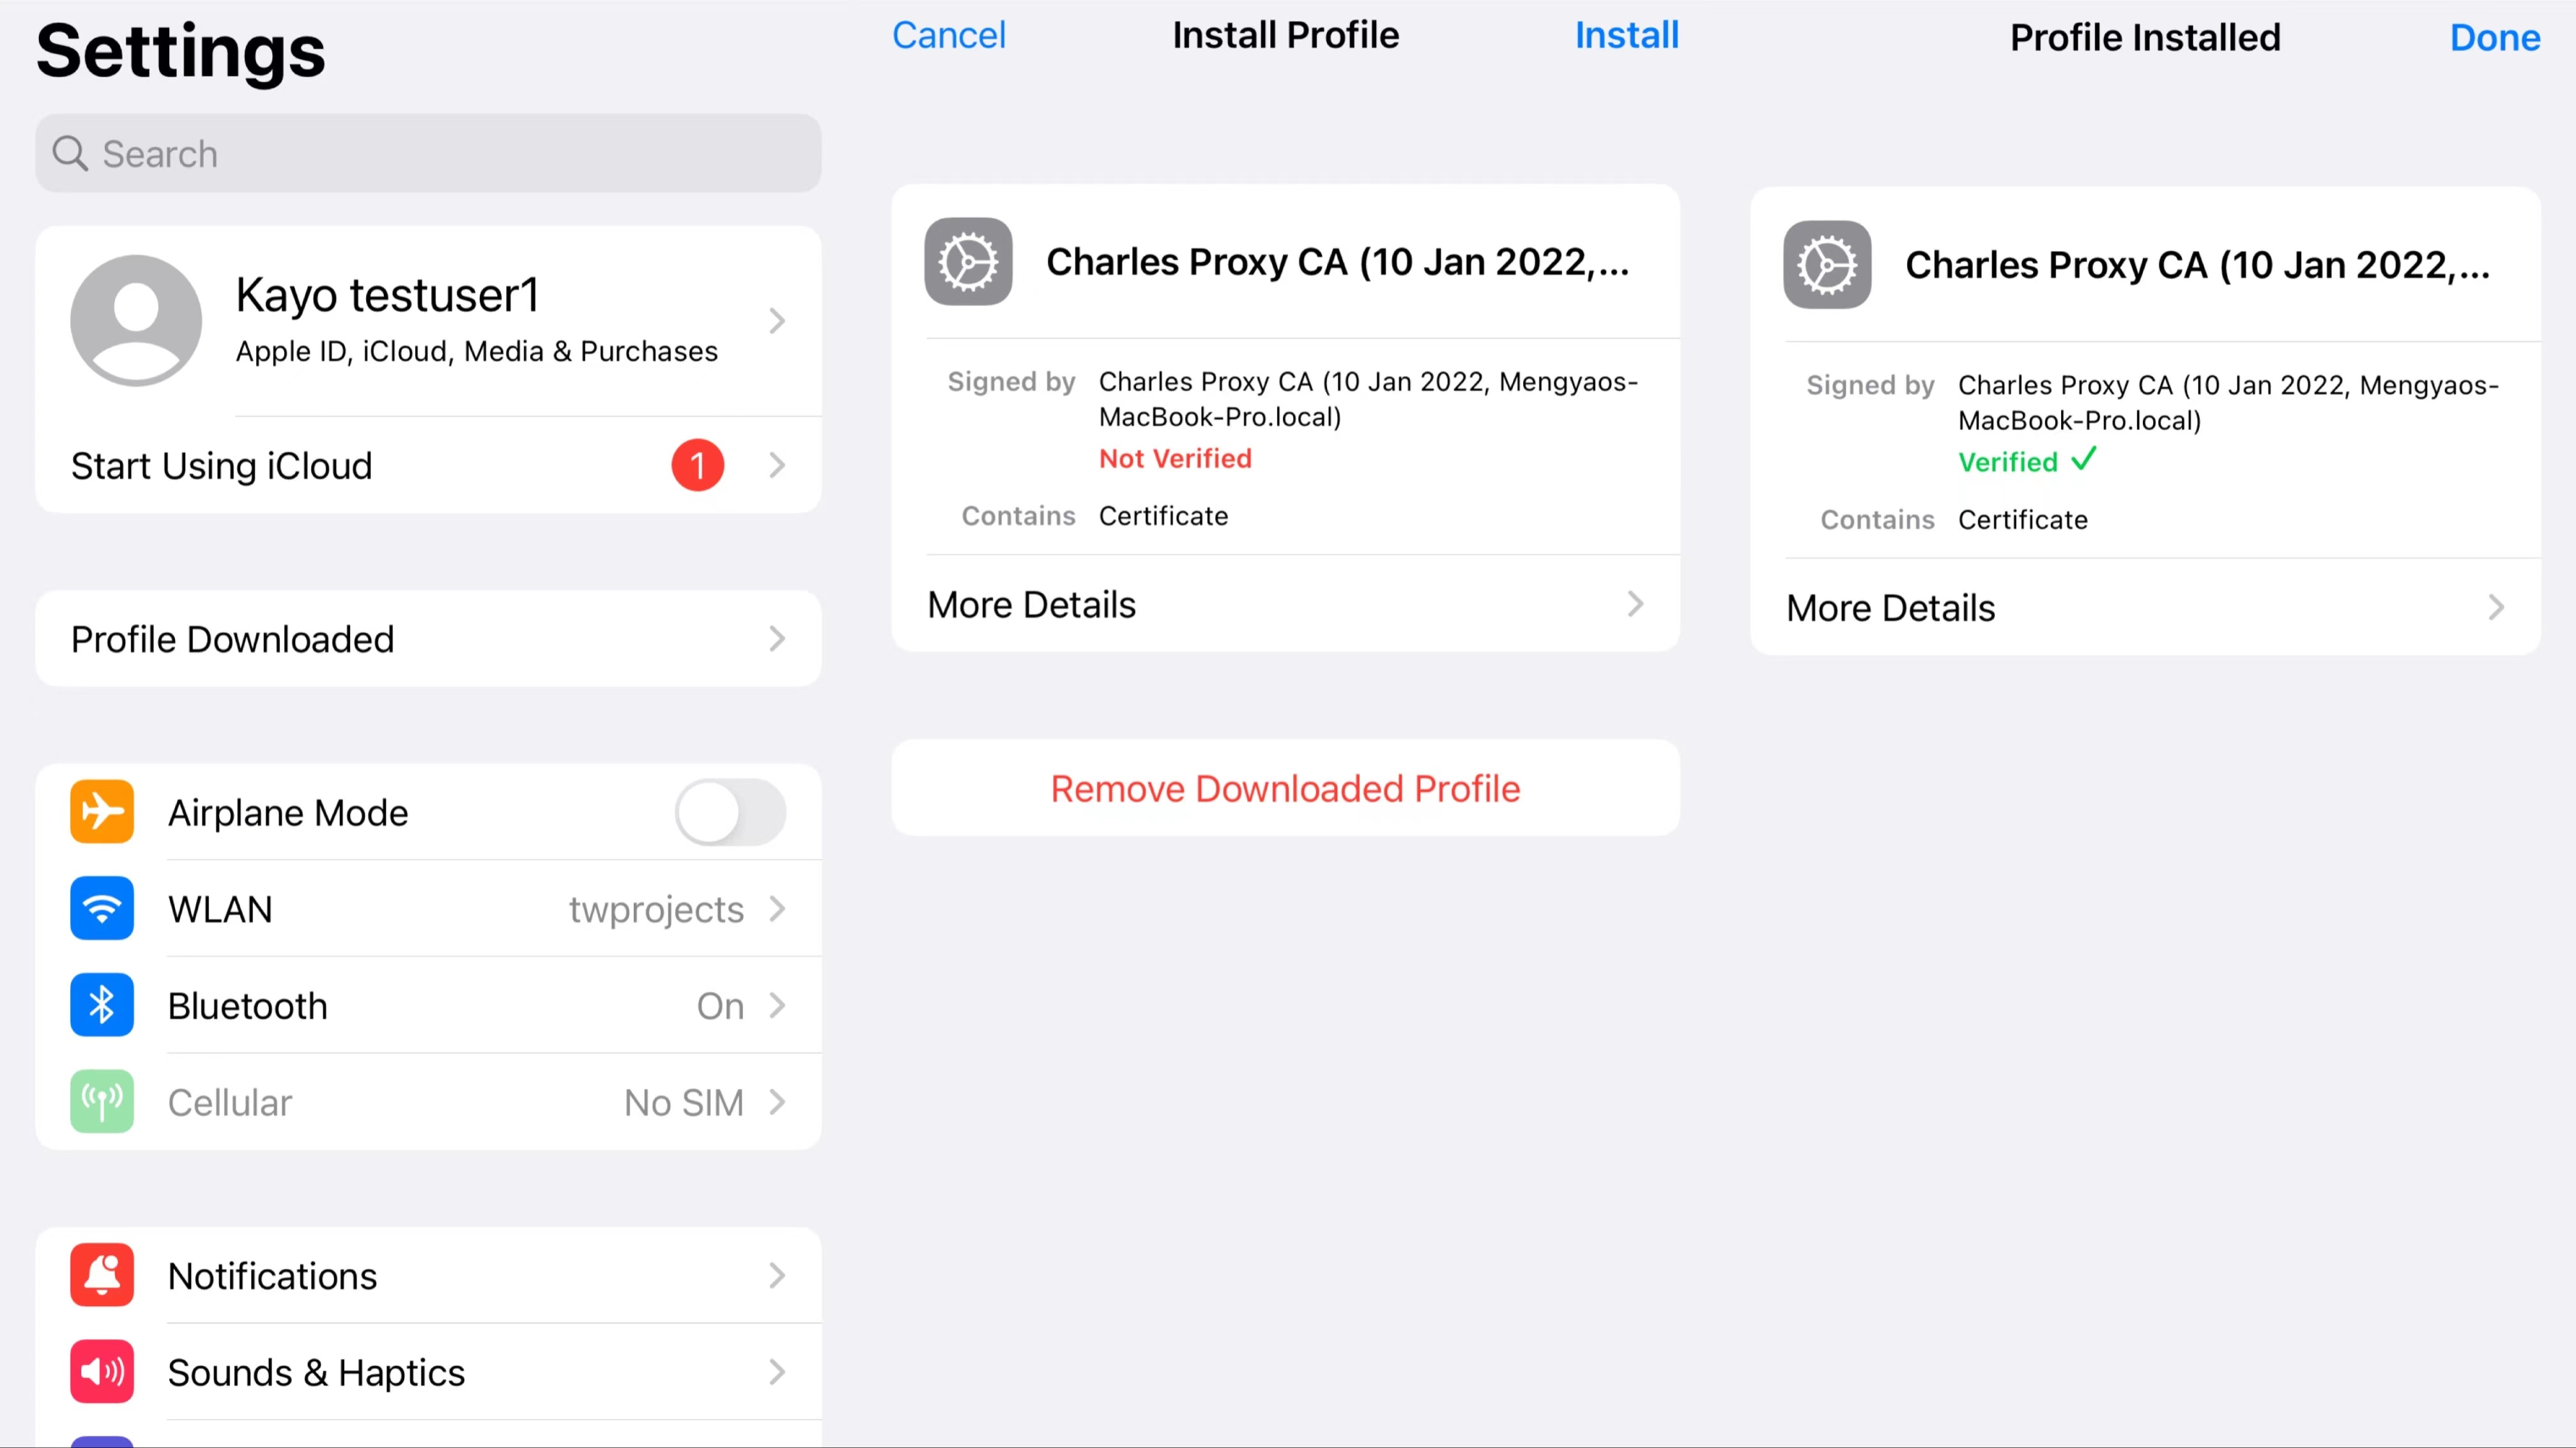 Settings
Search
Kayo testuser1
Apple ID, iCloud, Media & Purchases
Start Using iCloud
1
Profile Downloaded
Airplane Mode
WLAN
twprojects
Bluetooth
On
Cellular
No SIM
Notifications
Sounds & Haptics
Cancel
Install Profile
Install
Charles Proxy CA (10 Jan 2022,...
Signed by
Charles Proxy CA (10 Jan 2022, Mengyaos-
MacBook-Pro.local)
Not Verified
Contains
Certificate
More Details
Remove Downloaded Profile
Profile Installed
Done
Charles Proxy CA (10 Jan 2022,...
Signed by
Charles Proxy CA (10 Jan 2022, Mengyaos-
MacBook-Pro.local)
Verified ✓
Contains
Certificate
More Details